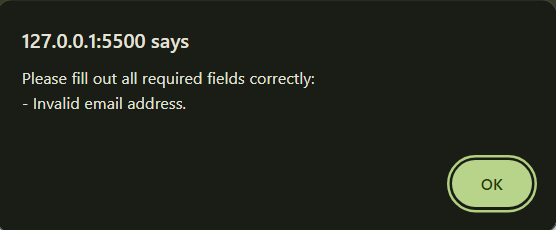 127.0.0.1:5500 says
Please fill out all required fields correctly:
- Invalid email address.
OK